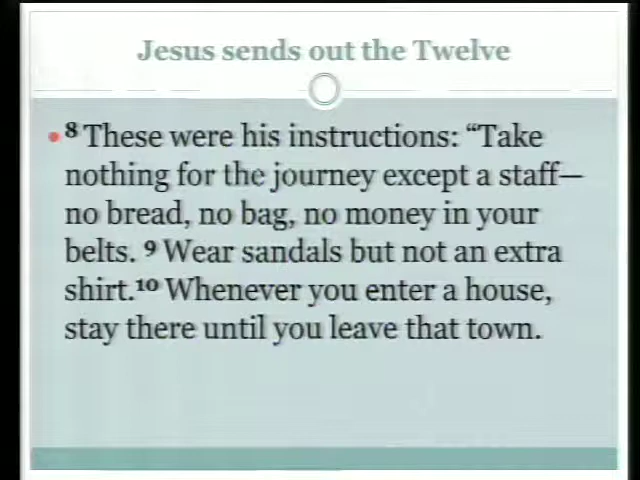 Jesus sends out the Twelve
• 8 These were his instructions: “Take
nothing for the journey except a staff—
no bread, no bag, no money in your
belts. 9 Wear sandals but not an extra
shirt.10 Whenever you enter a house,
stay there until you leave that town.